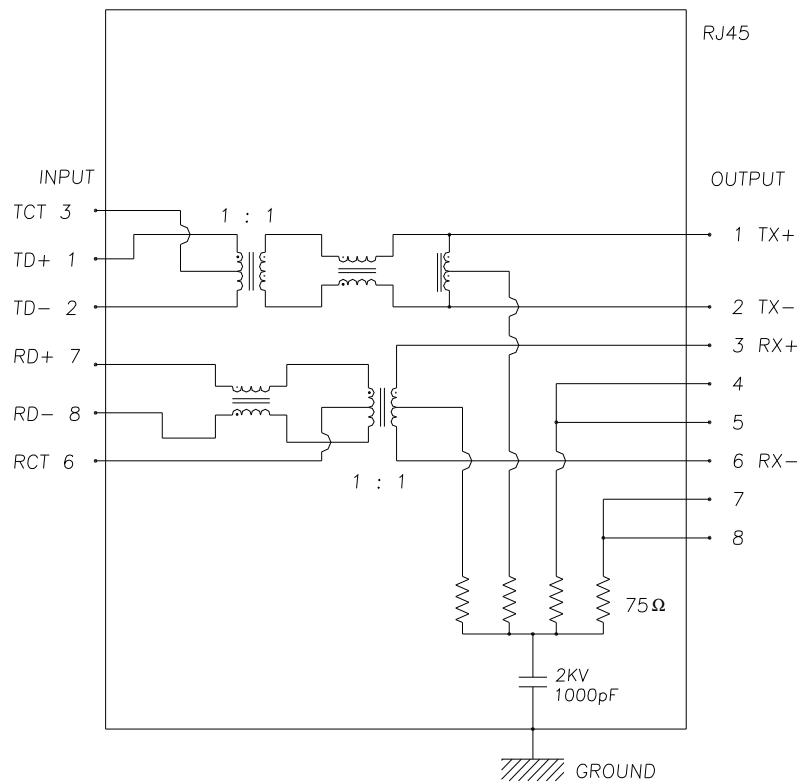 RJ45
INPUT
OUTPUT
TCT 3
1 : 1
1 TX+
TD+ 1
TD- 2
2 TX-
3 RX+
RD+ 7
4
RD- 8
5
RCT 6
6 RX-
1 : 1
7
8
75Ω
2KV
1000pF
GROUND